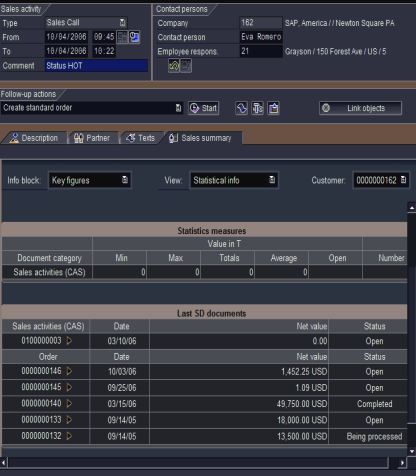 Sales activity
Contact persons
Type Sales Call
Company 162 SAP, America / / Newton Square PA
From 10/04/2006 09:45
Contact person Eva Romero
To 10/04/2006 10:22
Employee respons. 21 Grayson / 150 Forest Ave / US / 5
Comment Status HOT
Follow-up actions
Create standard order Start Link objects
Description Partner Texts Sales summary
Info block: Key figures View: Statistical info Customer: 0000000162
Statistics measures
Value in T
Document category Min Max Totals Average Open Number
Sales activities (CAS) 0 0 0 0
Last SD documents
Sales activities (CAS) Date Net value Status
0100000003 03/10/06 0.00 Open
Order Date Net value Status
0000000146 10/03/06 1,452.25 USD Open
0000000145 09/25/06 1.09 USD Open
0000000140 03/15/06 49,750.00 USD Completed
0000000133 09/14/05 18,000.00 USD Open
0000000132 09/14/05 13,500.00 USD Being processed